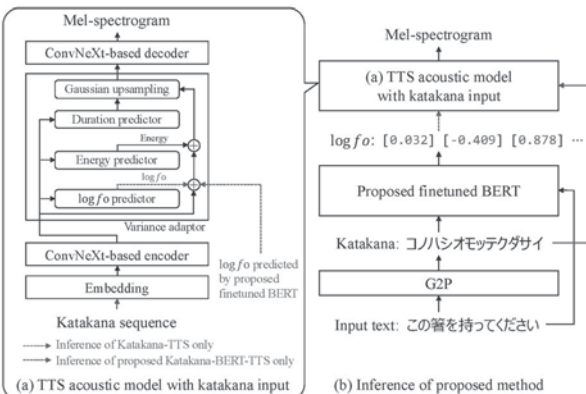 Mel-spectrogram
ConvNeXt-based decoder
Gaussian upsampling
Duration predictor
Energy
Energy predictor
log fo
log fo predictor
Variance adaptor
ConvNeXt-based encoder
Embedding
Katakana sequence
log fo predicted
by proposed
finetuned BERT
Inference of Katakana-TTS only
Inference of proposed Katakana-BERT-TTS only
(a) TTS acoustic model with katakana input
Mel-spectrogram
(a) TTS acoustic model
with katakana input
log fo: [0.032] [-0.409] [0.878] ...
Proposed finetuned BERT
Katakana: コノハシオモッテクダサイ
G2P
Input text: この箸を持ってください
(b) Inference of proposed method